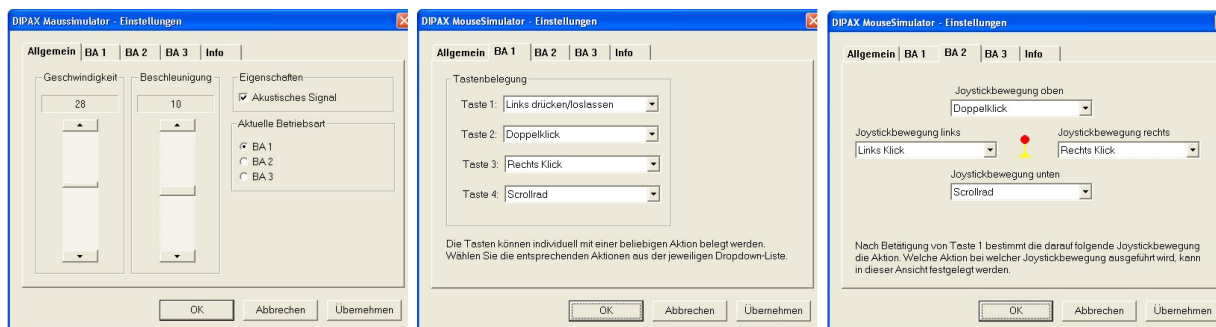 DIPAX Maussimulator - Einstellungen
Allgemein BA 1 BA 2 BA 3 Info
Geschwindigkeit Beschleunigung Eigenschaften
28 10 Akustisches Signal
Aktuelle Betriebsart
BA 1
BA 2
BA 3
OK Abbrechen Übernehmen
DIPAX MouseSimulator - Einstellungen
Allgemein BA 1 BA 2 BA 3 Info
Tastenbelegung
Taste 1: Links drücken/loslassen
Taste 2: Doppelklick
Taste 3: Rechts Klick
Taste 4: Scrollrad
Die Tasten können individuell mit einer beliebigen Aktion belegt werden.
Wählen Sie die entsprechenden Aktionen aus der jeweiligen Dropdown-Liste.
OK Abbrechen Übernehmen
DIPAX MouseSimulator - Einstellungen
Allgemein BA 1 BA 2 BA 3 Info
Joystickbewegung oben
Doppelklick
Joystickbewegung links Joystickbewegung rechts
Links Klick Rechts Klick
Joystickbewegung unten
Scrollrad
Nach Betätigung von Taste 1 bestimmt die darauf folgende Joystickbewegung
die Aktion. Welche Aktion bei welcher Joystickbewegung ausgeführt wird, kann
in dieser Ansicht festgelegt werden.
OK Abbrechen Übernehmen